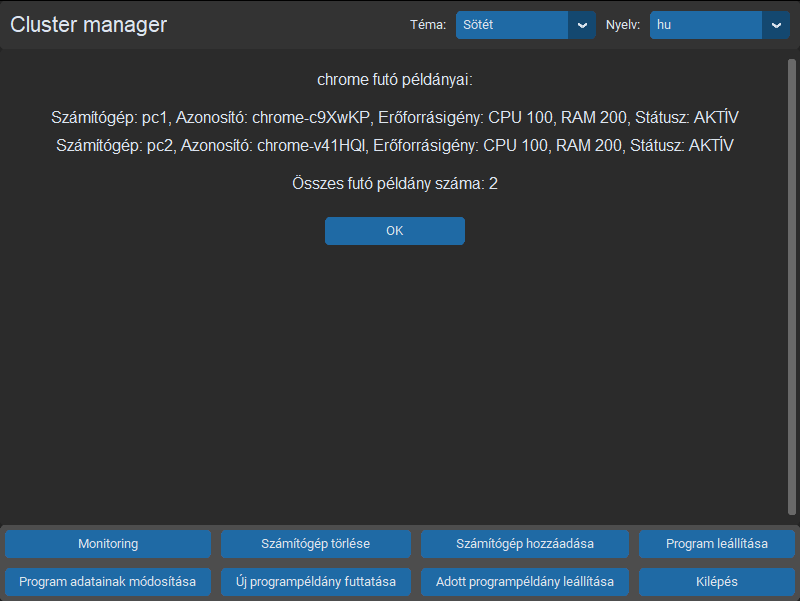 Cluster manager
Téma: Sötét Nyelv: hu
chrome futó példányai:
Számítógép: pc1, Azonosító: chrome-c9XwKP, Erőforrásigény: CPU 100, RAM 200, Státusz: AKTÍV
Számítógép: pc2, Azonosító: chrome-v41HQl, Erőforrásigény: CPU 100, RAM 200, Státusz: AKTÍV
Összes futó példány száma: 2
OK
Monitoring Számítógép törlése Számítógép hozzáadása Program leállítása
Program adatainak módosítása Új programpéldány futtatása Adott programpéldány leállítása Kilépés